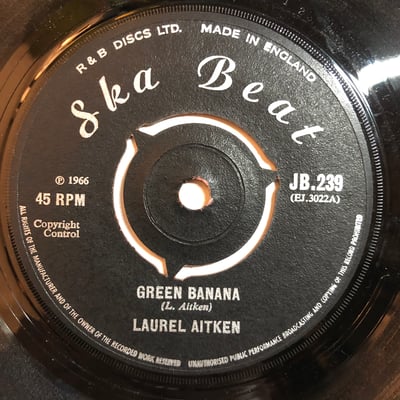 R & B DISCS LTD. MADE IN ENGLAND
Ska Beat
℗ 1966
45 RPM
Copyright
Control
JB.239
(EJ.3022A)
GREEN BANANA
(L. Aitken)
LAUREL AITKEN
ALL RIGHTS OF THE MANUFACTURER AND OF THE OWNER OF THE RECORDED WORK RESERVED UNAUTHORISED PUBLIC PERFORMANCE BROADCASTING AND COPYING OF THIS RECORD PROHIBITED